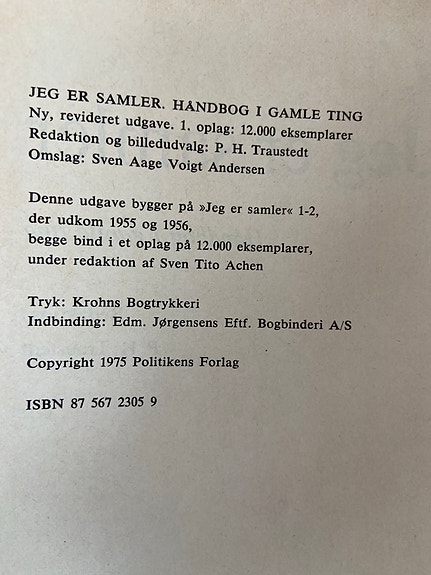 JEG ER SAMLER. HÅNDBOG I GAMLE TING
Ny, revideret udgave. 1. oplag: 12.000 eksemplarer
Redaktion og billedudvalg: P. H. Traustedt
Omslag: Sven Aage Voigt Andersen
Denne udgave bygger på »Jeg er samler« 1-2,
der udkom 1955 og 1956,
begge bind i et oplag på 12.000 eksemplarer,
under redaktion af Sven Tito Achen
Tryk: Krohns Bogtrykkeri
Indbinding: Edm. Jørgensens Eftf. Bogbinderi A/S
Copyright 1975 Politikens Forlag
ISBN 87 567 2305 9